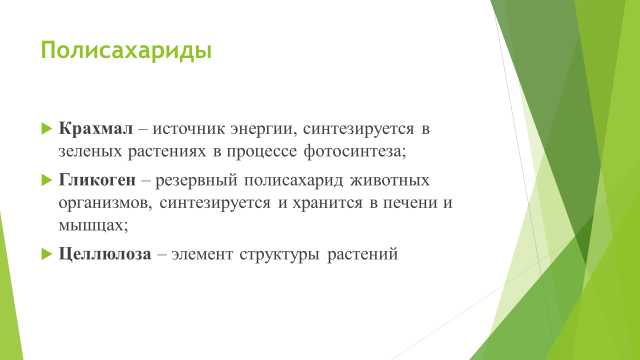 Полисахариды
Крахмал – источник энергии, синтезируется в
зеленых растениях в процессе фотосинтеза;
Гликоген – резервный полисахарид животных
организмов, синтезируется и хранится в печени и
мышцах;
Целлюлоза – элемент структуры растений